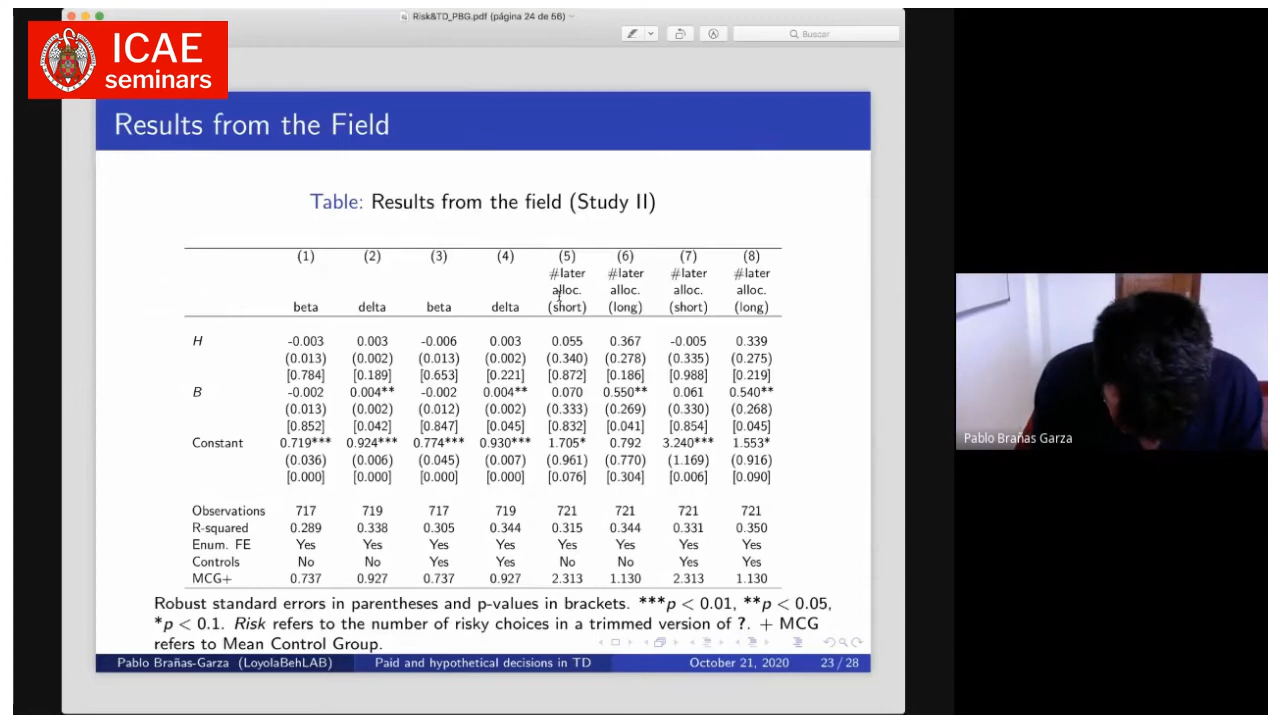 Risk&TD_PBG.pdf (página 24 de 56)
Buscar
ICAE
seminars
Results from the Field
Table: Results from the field (Study II)
(1) (2) (3) (4) (5) (6) (7) (8)
#later #later #later #later
alloc. alloc. alloc. alloc.
beta delta beta delta (short) (long) (short) (long)
H -0.003 0.003 -0.006 0.003 0.055 0.367 -0.005 0.339
(0.013) (0.002) (0.013) (0.002) (0.340) (0.278) (0.335) (0.275)
[0.784] [0.189] [0.653] [0.221] [0.872] [0.186] [0.988] [0.219]
B -0.002 0.004** -0.002 0.004** 0.070 0.550** 0.061 0.540**
(0.013) (0.002) (0.012) (0.002) (0.333) (0.269) (0.330) (0.268)
[0.852] [0.042] [0.847] [0.045] [0.832] [0.041] [0.854] [0.045]
Constant 0.719*** 0.924*** 0.774*** 0.930*** 1.705* 0.792 3.240*** 1.553*
(0.036) (0.006) (0.045) (0.007) (0.961) (0.770) (1.169) (0.916)
[0.000] [0.000] [0.000] [0.000] [0.076] [0.304] [0.006] [0.090]
Observations 717 719 717 719 721 721 721 721
R-squared 0.289 0.338 0.305 0.344 0.315 0.344 0.331 0.350
Enum. FE Yes Yes Yes Yes Yes Yes Yes Yes
Controls No No Yes Yes No No Yes Yes
MCG+ 0.737 0.927 0.737 0.927 2.313 1.130 2.313 1.130
Robust standard errors in parentheses and p-values in brackets. ***p < 0.01, **p < 0.05,
*p < 0.1. Risk refers to the number of risky choices in a trimmed version of ?. + MCG
refers to Mean Control Group.
Pablo Brañas-Garza (LoyolaBehLAB) Paid and hypothetical decisions in TD October 21, 2020 23 / 28
Pablo Brañas Garza